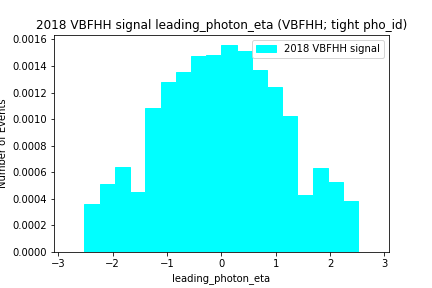 2018 VBFHH signal leading_photon_eta (VBFHH; tight pho_id)
2018 VBFHH signal
Number of Events
0.0016
0.0014
0.0012
0.0010
0.0008
0.0006
0.0004
0.0002
0.0000
−3 −2 −1 0 1 2 3
leading_photon_eta